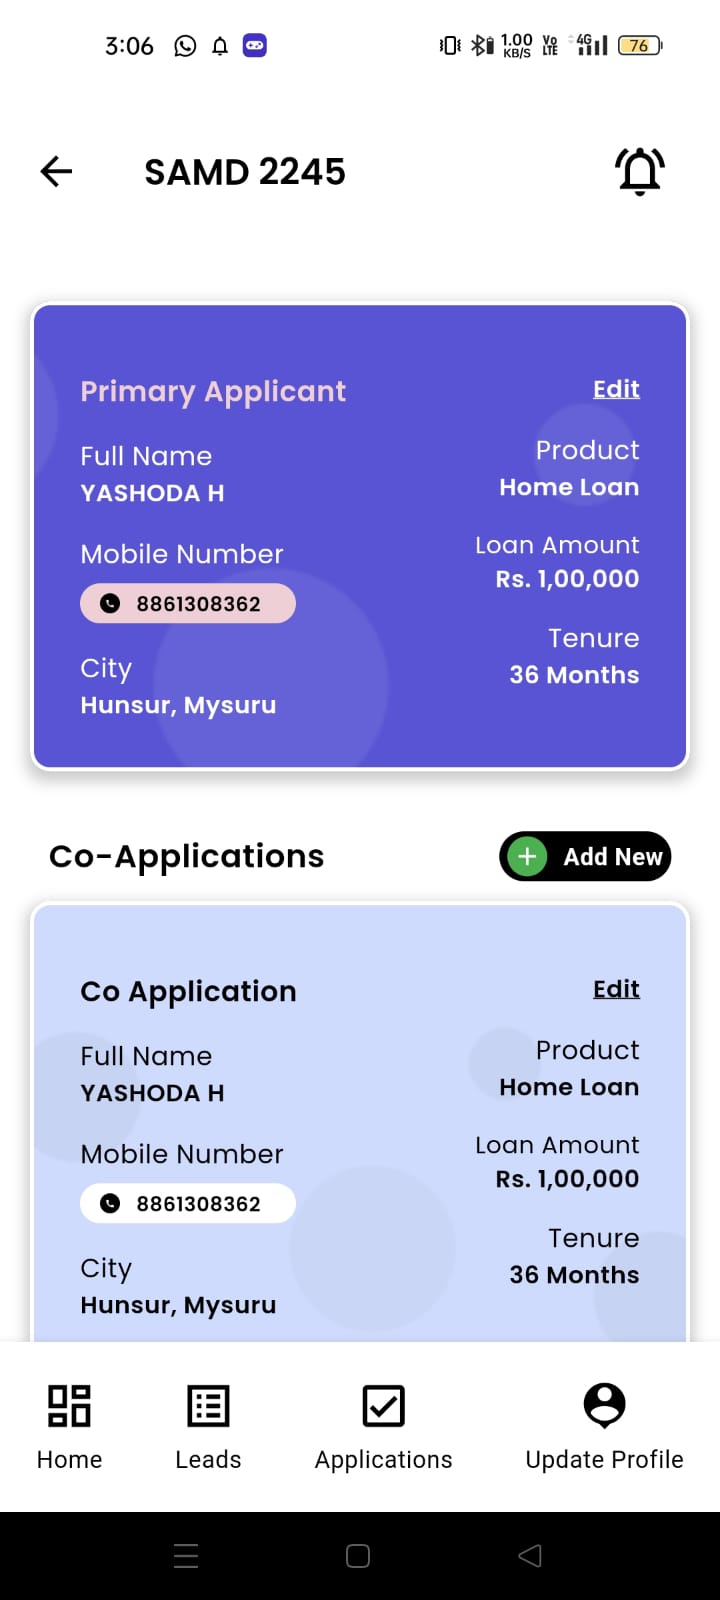 3:06
1.00 KB/S
Vo LTE
4G
76
SAMD 2245
Primary Applicant
Edit
Full Name
YASHODA H
Product
Home Loan
Mobile Number
8861308362
Loan Amount
Rs. 1,00,000
City
Hunsur, Mysuru
Tenure
36 Months
Co-Applications
Add New
Co Application
Edit
Full Name
YASHODA H
Product
Home Loan
Mobile Number
8861308362
Loan Amount
Rs. 1,00,000
City
Hunsur, Mysuru
Tenure
36 Months
Home
Leads
Applications
Update Profile